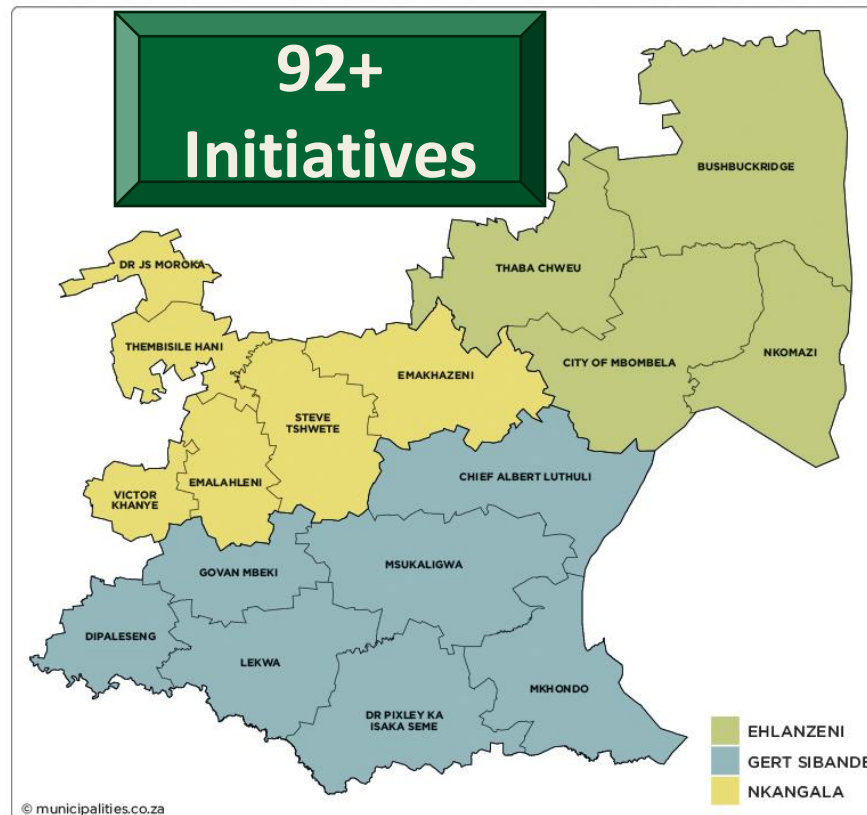 92+
Initiatives
BUSHBUCKRIDGE
THABA CHWEU
DR JS MOROKA
THEMBISILE HANI
EMAKHAZENI
CITY OF MBOMBELA
NKOMAZI
STEVE
TSHWETE
CHIEF ALBERT LUTHULI
VICTOR
KHANYE
EMALAHLENI
GOVAN MBEKI
MSUKALIGWA
DIPALESENG
LEKWA
DR PIXLEY KA
ISAKA SEME
MKHONDO
EHLANZENI
GERT SIBANDE
NKANGALA
© municipalities.co.za